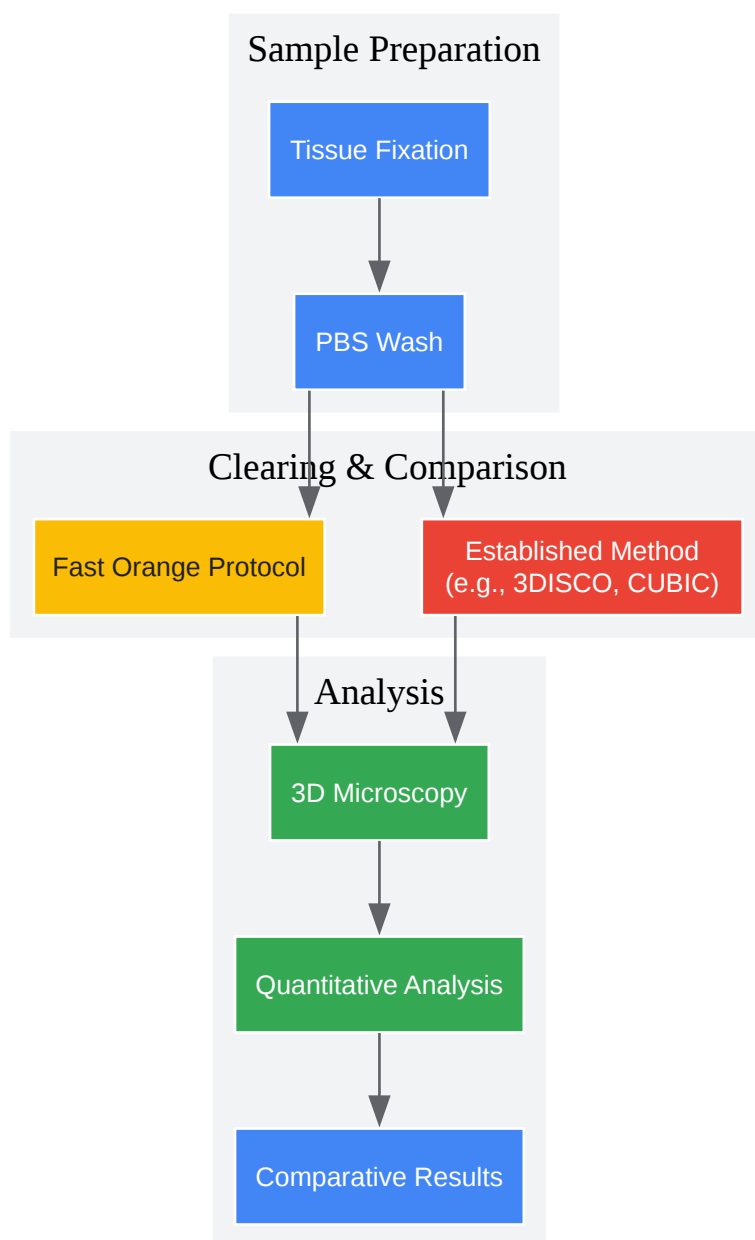 Sample Preparation
Tissue Fixation
PBS Wash
Clearing & Comparison
Fast Orange Protocol
Established Method
(e.g., 3DISCO, CUBIC)
Analysis
3D Microscopy
Quantitative Analysis
Comparative Results